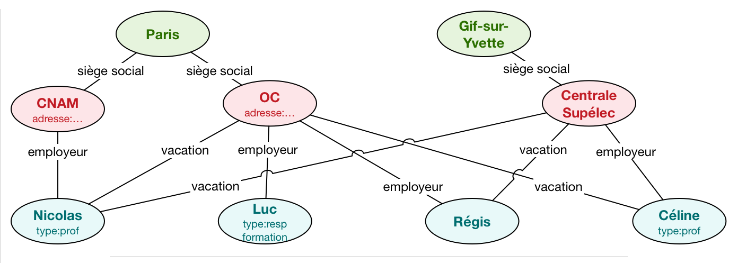 Paris
Gif-sur-
Yvette
siège social
siège social
siège social
CNAM
adresse:...
OC
adresse:...
Centrale
Supélec
employeur
vacation
employeur
vacation
employeur
vacation
employeur
vacation
Nicolas
type:prof
Luc
type:resp
formation
Régis
Céline
type:prof